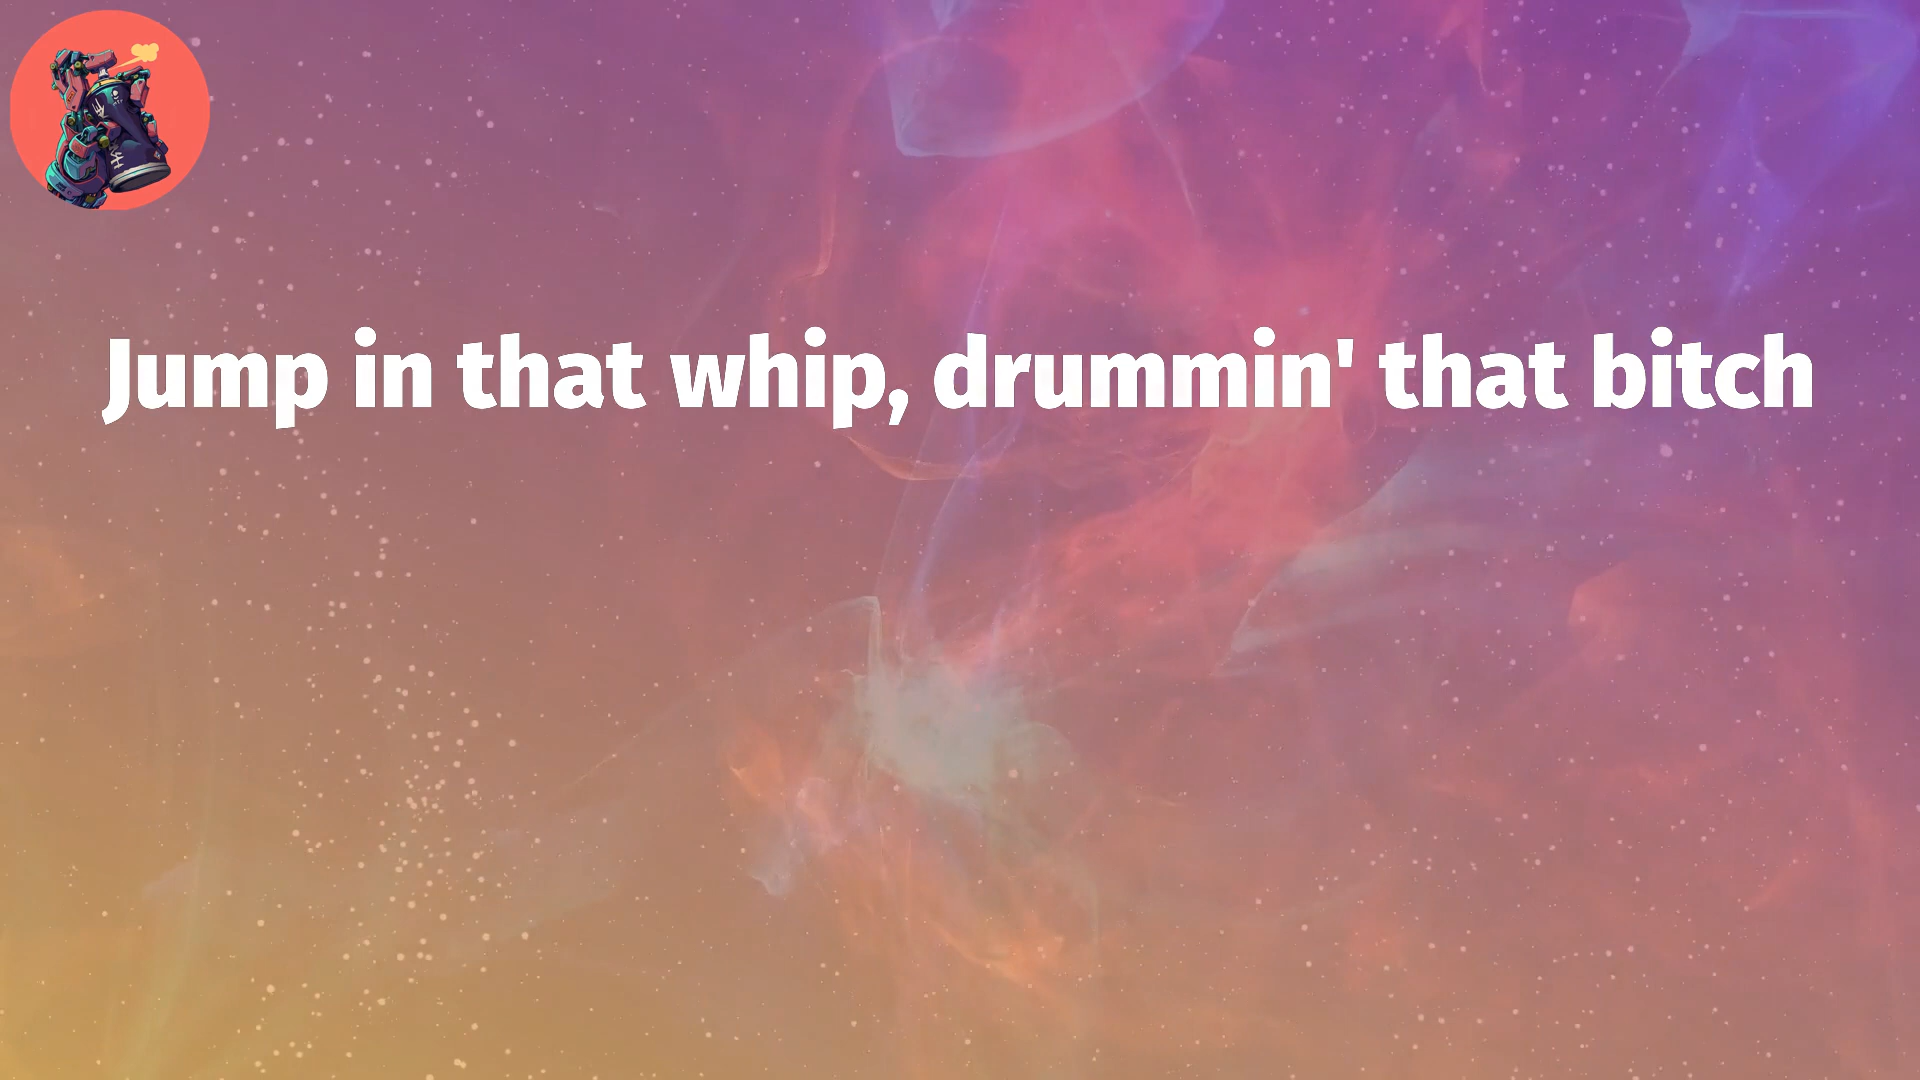 Jump in that whip, drummin' that bitch